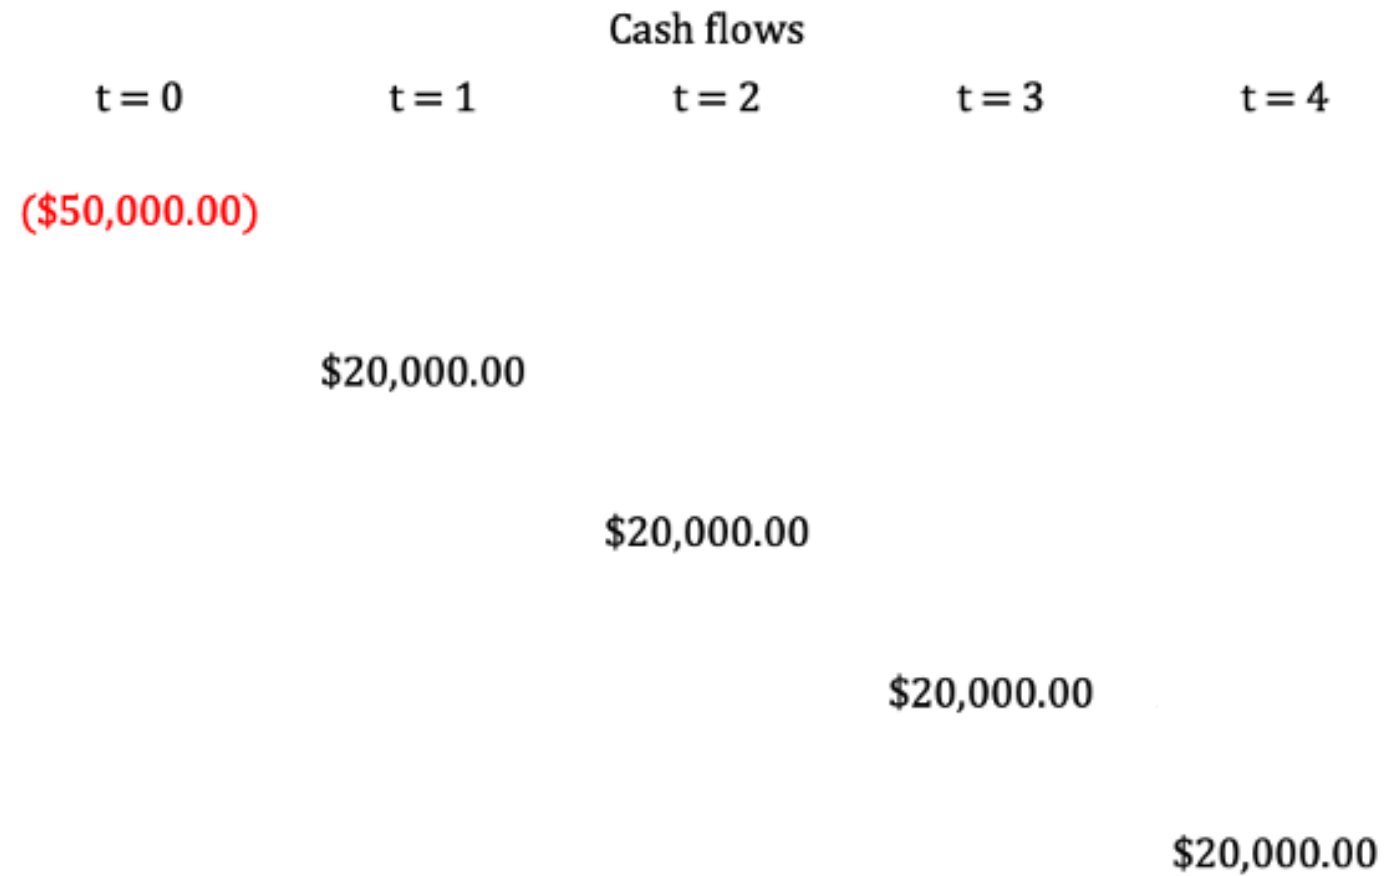 Cash flows
t = 0 t = 1 t = 2 t = 3 t = 4
($50,000.00)
$20,000.00
$20,000.00
$20,000.00
$20,000.00